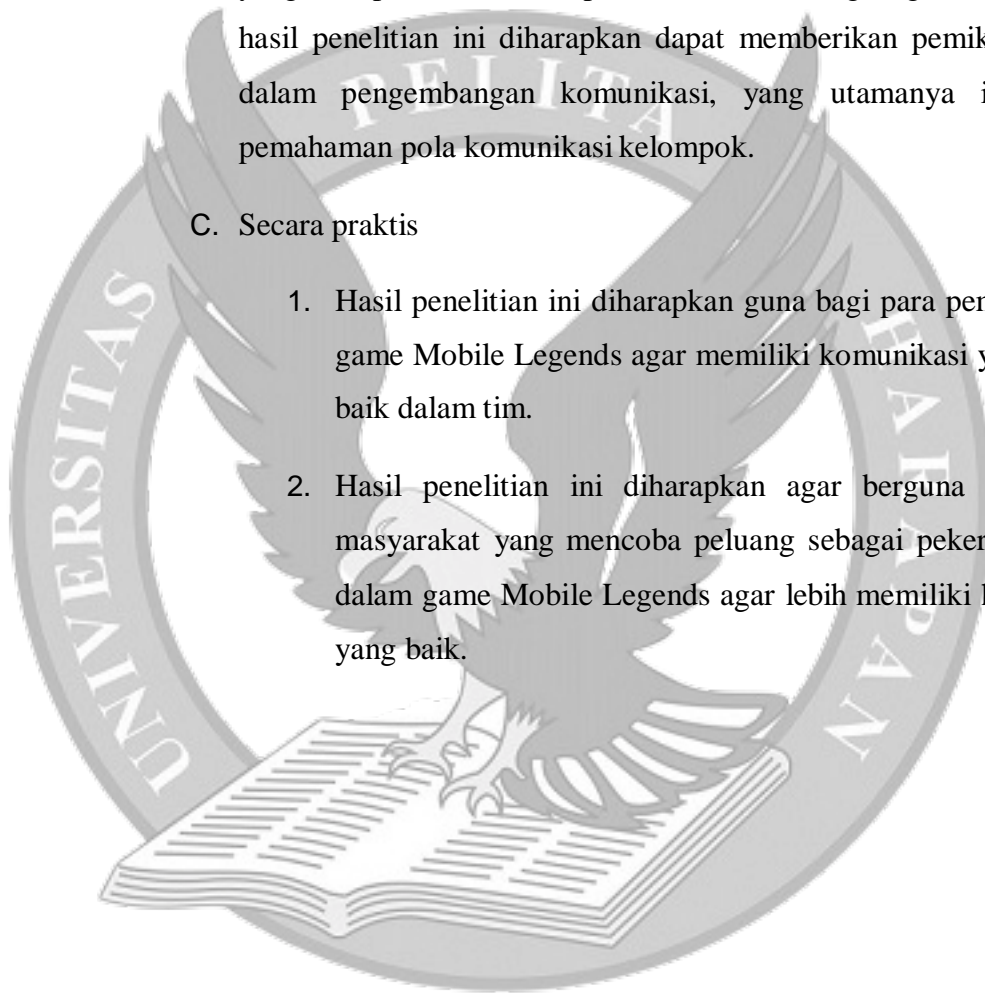 hasil penelitian ini diharapkan dapat memberikan
dalam pengembangan komunikasi, yang utamanya
pemahaman pola komunikasi kelompok.
C. Secara praktis
1. Hasil penelitian ini diharapkan guna bagi para
game Mobile Legends agar memiliki komunikasi
baik dalam tim.
2. Hasil penelitian ini diharapkan agar berguna
masyarakat yang mencoba peluang sebagai
dalam game Mobile Legends agar lebih memiliki
yang baik.
UNIVERSITAS PELITA HARAPAN